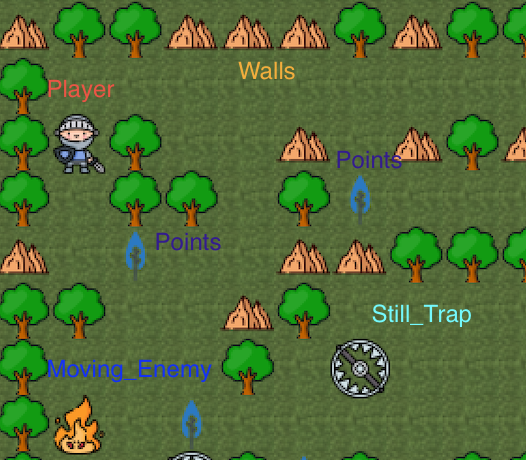 Walls
Player
Points
Points
Still_Trap
Moving_Enemy